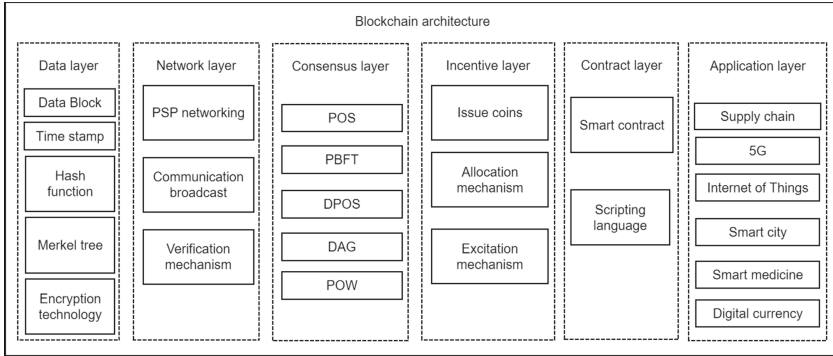 Blockchain architecture
Data layer
Data Block
Time stamp
Hash
function
Merkel tree
Encryption
technology
Network layer
PSP networking
Communication
broadcast
Verification
mechanism
Consensus layer
POS
PBFT
DPOS
DAG
POW
Incentive layer
Issue coins
Allocation
mechanism
Excitation
mechanism
Contract layer
Smart contract
Scripting
language
Application layer
Supply chain
5G
Internet of Things
Smart city
Smart medicine
Digital currency